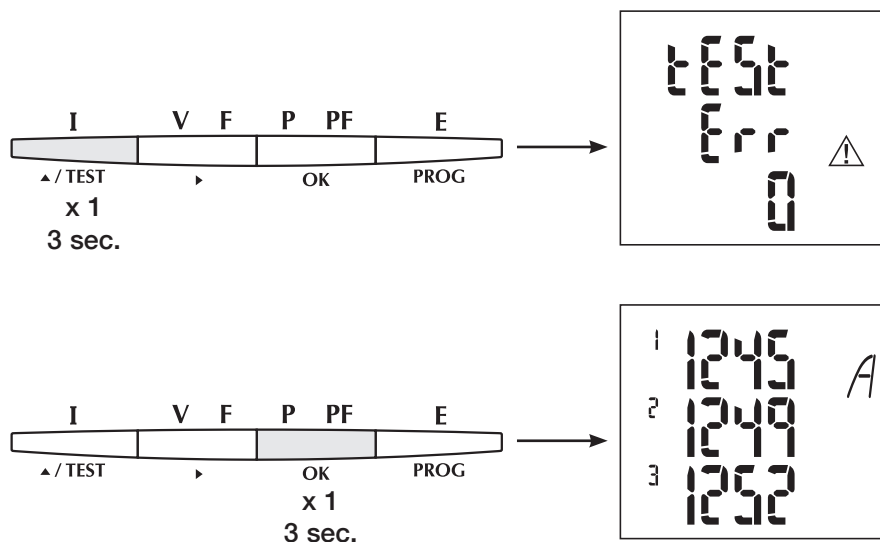 I V F P PF E
▲ / TEST ▸ OK PROG
x 1
3 sec.
tESt
Err
0
I V F P PF E
▲ / TEST ▸ OK PROG
x 1
3 sec.
1 1245 A
2 1249
3 1252